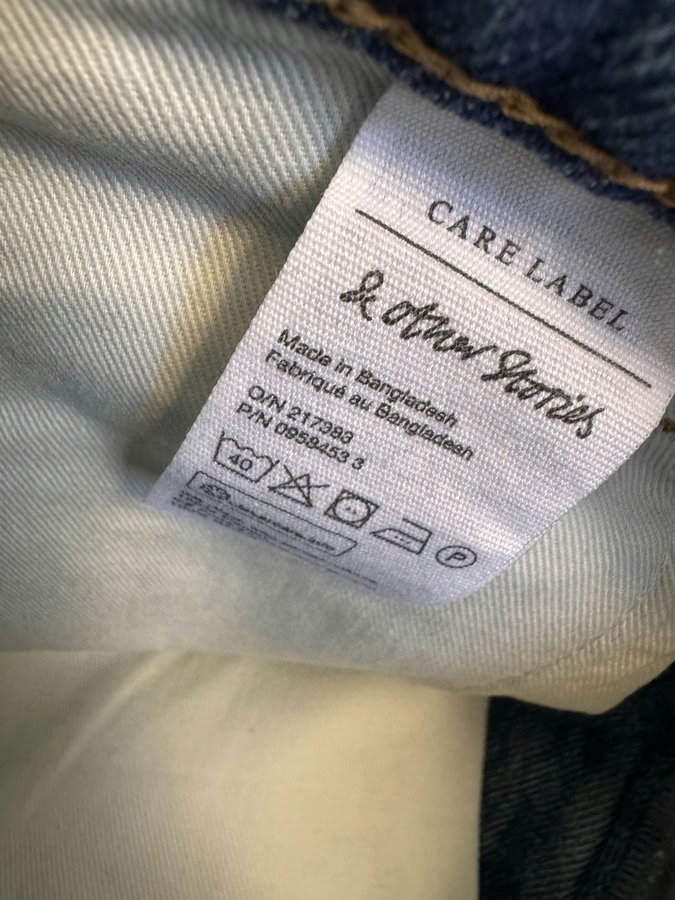 CARE LABEL
& other Stories
Made in Bangladesh
Fabriqué au Bangladesh
O/N 217383
P/N 0959453 3
40
P